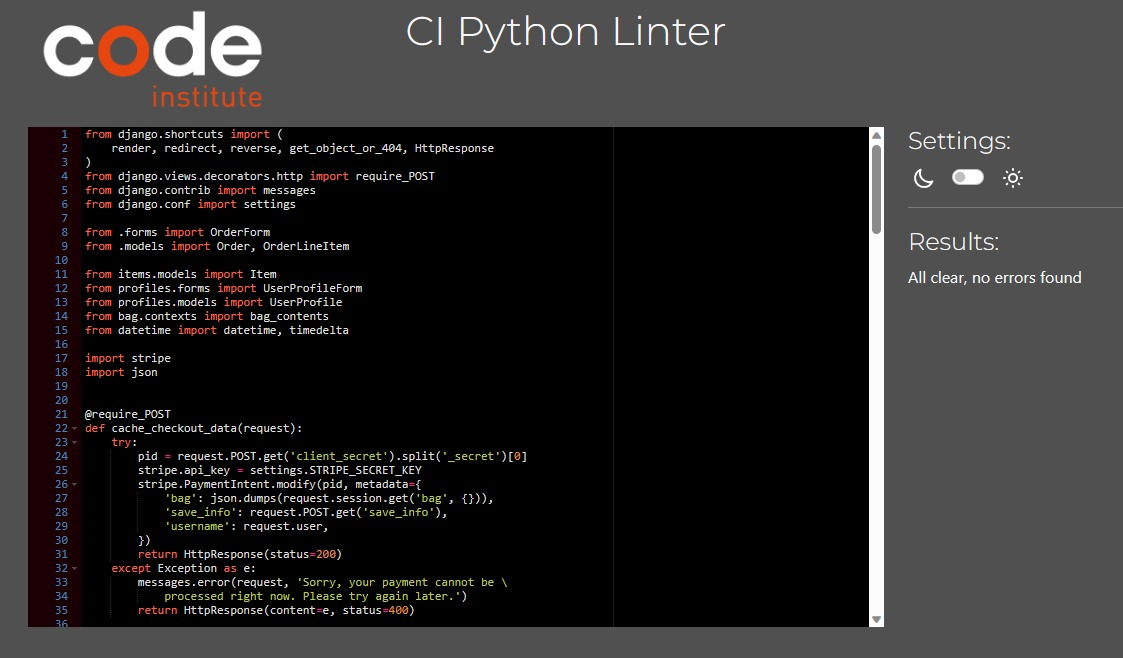 code
institute
CI Python Linter
1 from django.shortcuts import (
2     render, redirect, reverse, get_object_or_404, HttpResponse
3 )
4 from django.views.decorators.http import require_POST
5 from django.contrib import messages
6 from django.conf import settings
7
8 from .forms import OrderForm
9 from .models import Order, OrderLineItem
10
11 from items.models import Item
12 from profiles.forms import UserProfileForm
13 from profiles.models import UserProfile
14 from bag.contexts import bag_contents
15 from datetime import datetime, timedelta
16
17 import stripe
18 import json
19
20
21 @require_POST
22 def cache_checkout_data(request):
23     try:
24         pid = request.POST.get('client_secret').split('_secret')[0]
25         stripe.api_key = settings.STRIPE_SECRET_KEY
26         stripe.PaymentIntent.modify(pid, metadata={
27             'bag': json.dumps(request.session.get('bag', {})),
28             'save_info': request.POST.get('save_info'),
29             'username': request.user,
30         })
31         return HttpResponse(status=200)
32     except Exception as e:
33         messages.error(request, 'Sorry, your payment cannot be \
34             processed right now. Please try again later.')
35         return HttpResponse(content=e, status=400)
36
Settings:
Results:
All clear, no errors found